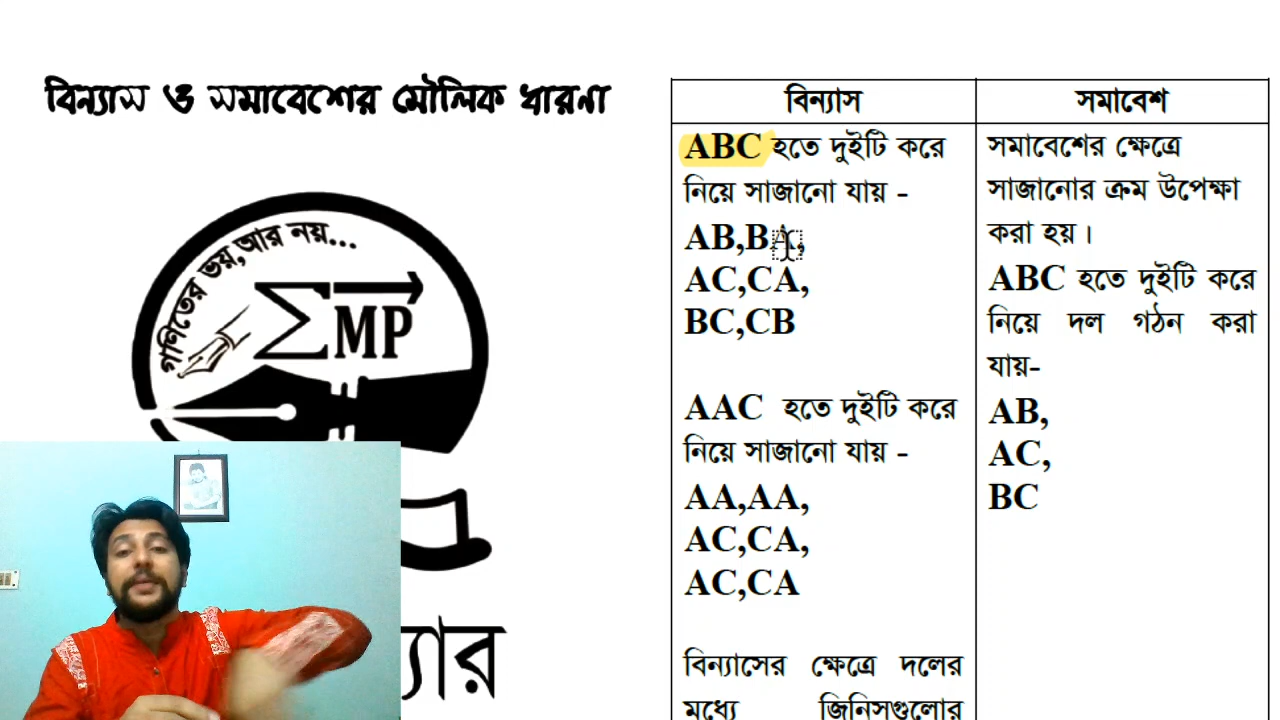 বিন্যাস ও সমাবেশের মৌলিক ধারনা
গণিতের ভয়,আর নয়...
MP
বিন্যাস
ABC হতে দুইটি করে
নিয়ে সাজানো যায় -
AB,BA,
AC,CA,
BC,CB
AAC হতে দুইটি করে
নিয়ে সাজানো যায় -
AA,AA,
AC,CA,
AC,CA
বিন্যাসের ক্ষেত্রে দলের
মধ্যে জিনিসগুলোর
সমাবেশ
সমাবেশের ক্ষেত্রে
সাজানোর ক্রম উপেক্ষা
করা হয়।
ABC হতে দুইটি করে
নিয়ে দল গঠন করা
যায়-
AB,
AC,
BC